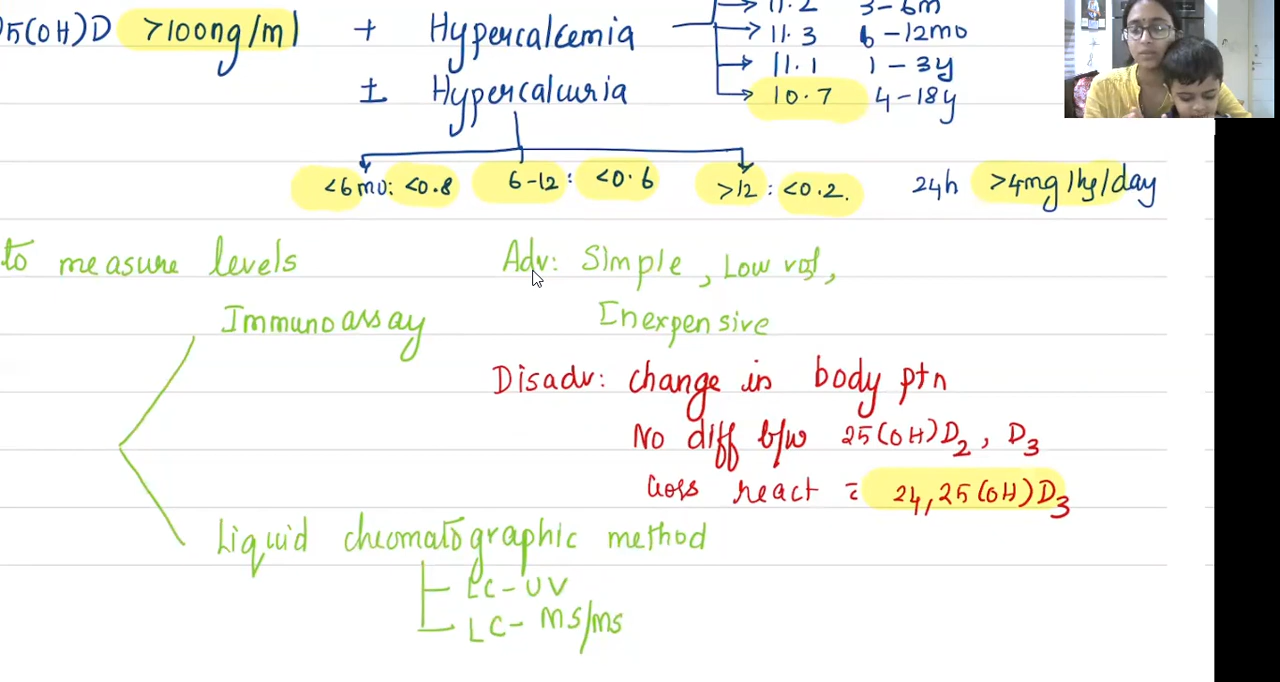 25(OH)D >100ng/ml + Hypercalcemia → 11.2 3-6m
→ 11.3 6-12mo
→ 11.1 1-3y
± Hypercalcuria → 10.7 4-18y
<6mo: <0.8 6-12: <0.6 >12: <0.2. 24h >4mg/kg/day
to measure levels Adv: Simple, Low vol,
Immunoassay Inexpensive
Disadv: change in body ptn
No diff b/w 25(OH)D2, D3
Cross react c 24,25(OH)D3
Liquid chromatographic method
LC-UV
LC-MS/MS